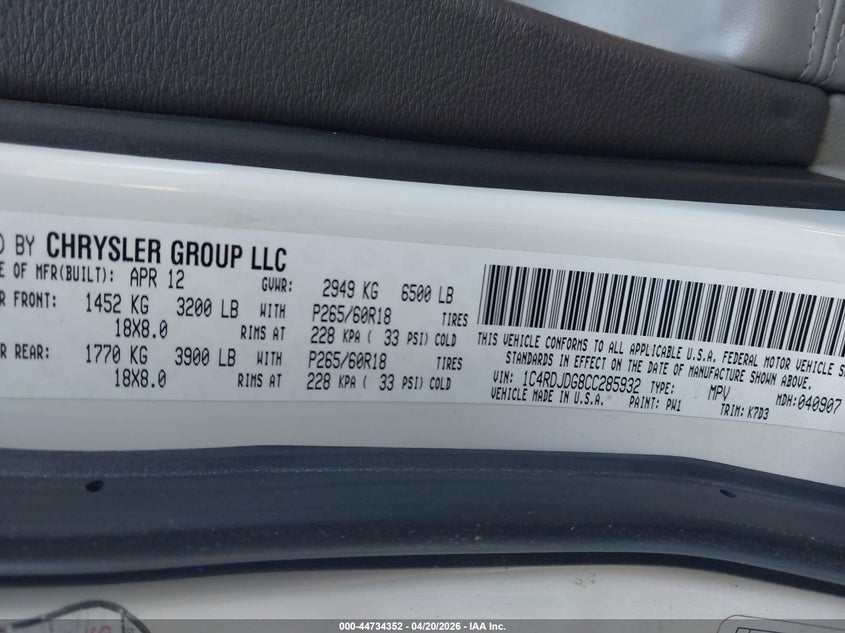 ) BY CHRYSLER GROUP LLC
E OF MFR(BUILT): APR 12 GVWR: 2949 KG 6500 LB
R FRONT: 1452 KG 3200 LB WITH P265/60R18 TIRES
18X8.0 RIMS AT 228 KPA ( 33 PSI) COLD
R REAR: 1770 KG 3900 LB WITH P265/60R18 TIRES
18X8.0 RIMS AT 228 KPA ( 33 PSI) COLD
THIS VEHICLE CONFORMS TO ALL APPLICABLE U.S.A. FEDERAL MOTOR VEHICLE S
STANDARDS IN EFFECT ON THE DATE OF MANUFACTURE SHOWN ABOVE.
VIN: 1C4RDJDG8CC285932 TYPE: MPV MDH:040907
VEHICLE MADE IN U.S.A. PAINT: PW1 TRIM: K7D3
000-44734352 | 04/20/2026 | IAA Inc.